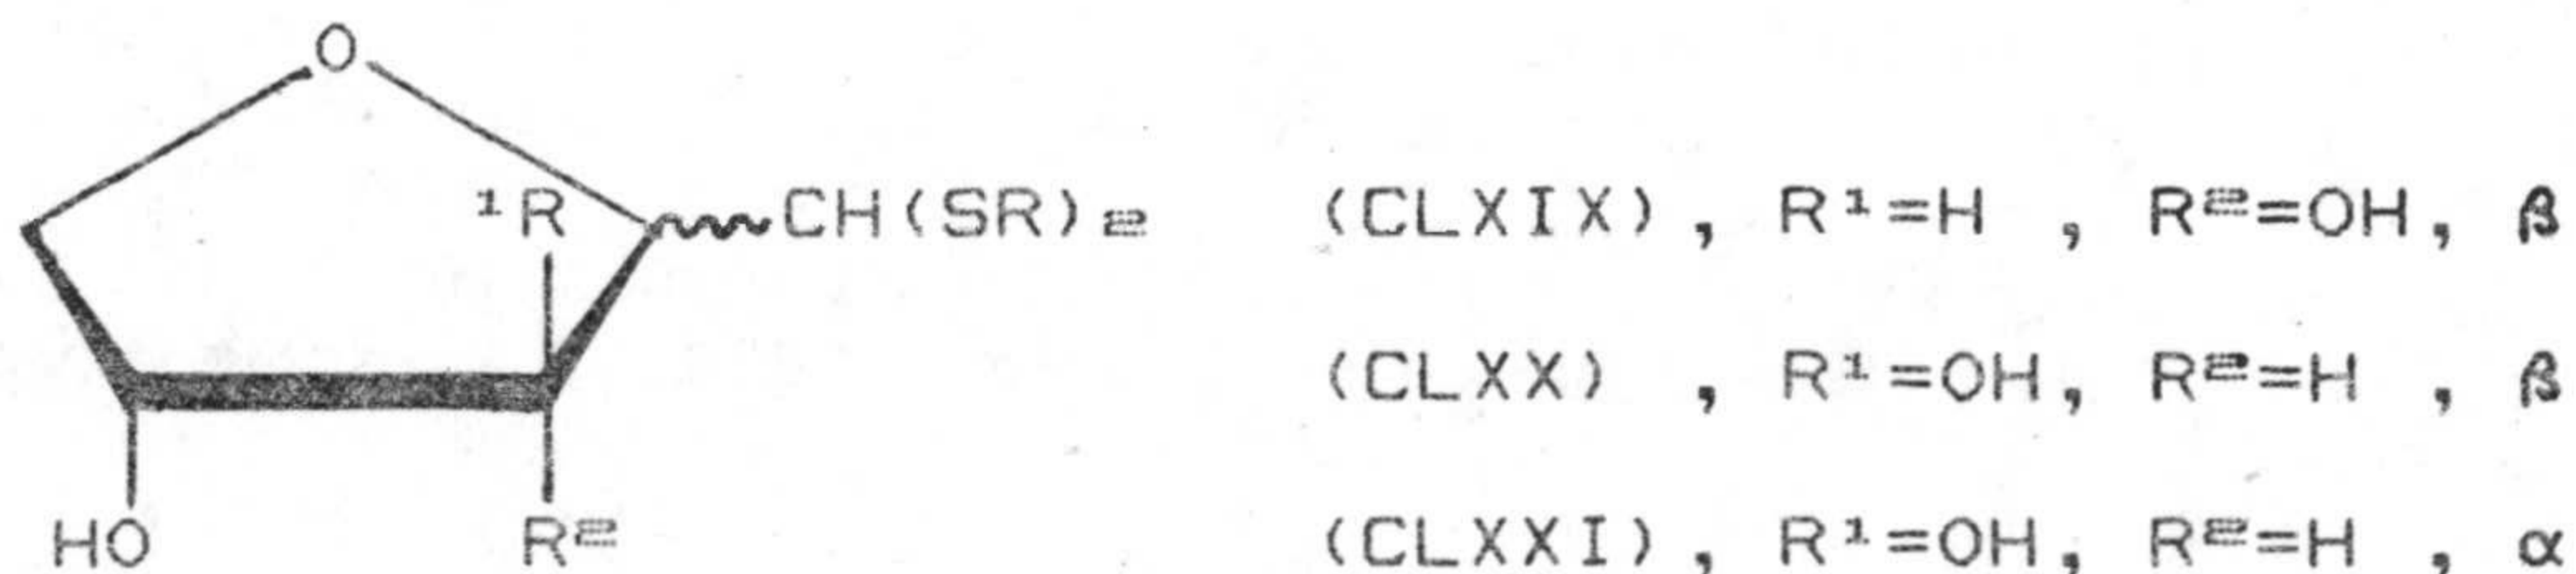 O
¹R
CH(SR)₂
(CLXIX), R¹=H , R²=OH, β
(CLXX) , R¹=OH, R²=H , β
HO
R²
(CLXXI), R¹=OH, R²=H , α